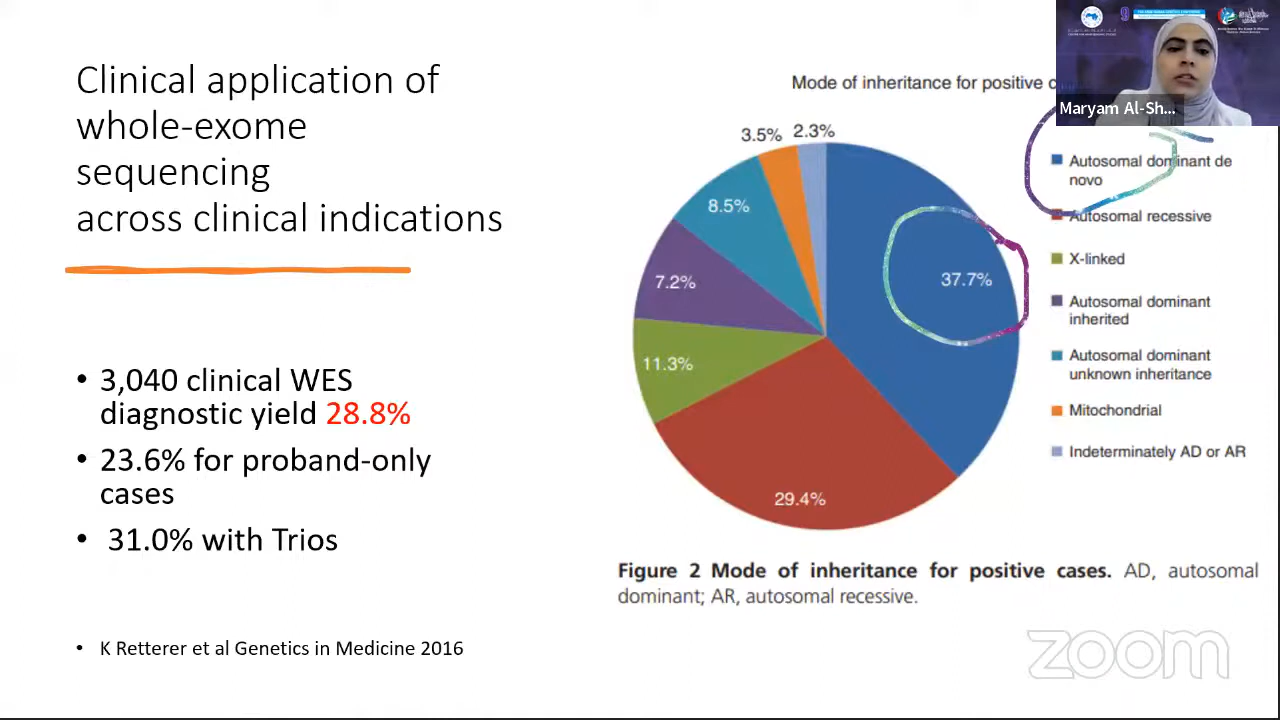 Clinical application of
whole-exome
sequencing
across clinical indications
• 3,040 clinical WES
diagnostic yield 28.8%
• 23.6% for proband-only
cases
• 31.0% with Trios
• K Retterer et al Genetics in Medicine 2016
Mode of inheritance for positive
3.5% 2.3%
8.5%
7.2%
11.3%
29.4%
37.7%
Autosomal dominant de
novo
Autosomal recessive
X-linked
Autosomal dominant
inherited
Autosomal dominant
unknown inheritance
Mitochondrial
Indeterminately AD or AR
Figure 2 Mode of inheritance for positive cases. AD, autosomal
dominant; AR, autosomal recessive.
Maryam Al-Sh...
zoom